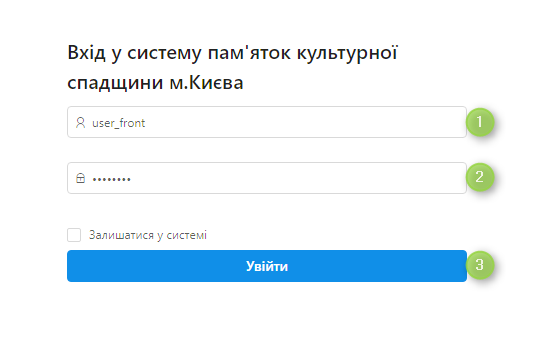 Вхід у систему пам'яток культурної
спадщини м.Києва
user_front
1
••••••••
2
Залишатися у системі
Увійти
3